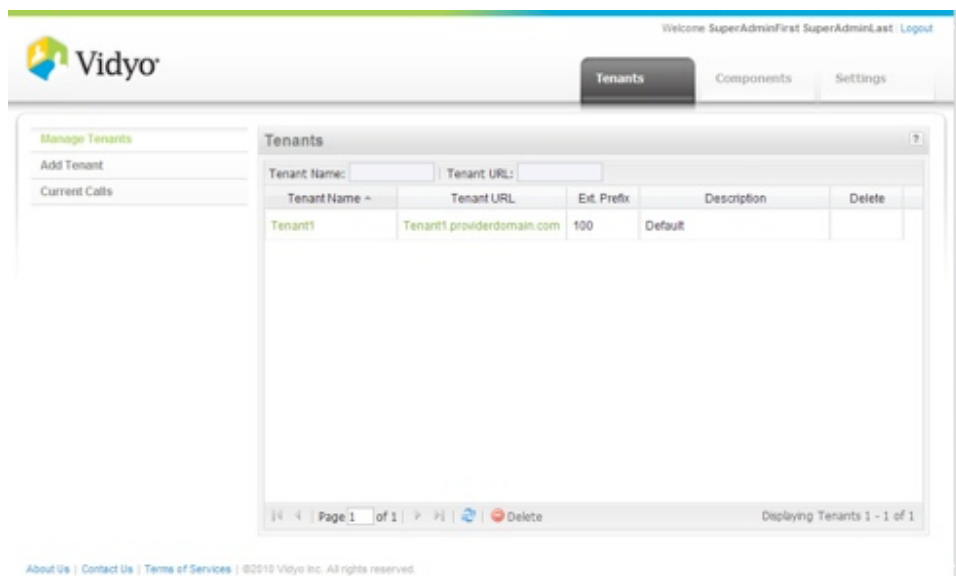 Welcome SuperAdminFirst SuperAdminLast | Logout
Vidyo
Tenants Components Settings
Manage Tenants
Add Tenant
Current Calls
Tenants ?
Tenant Name: Tenant URL:
Tenant Name Tenant URL Ext. Prefix Description Delete
Tenant1 Tenant1.providerdomain.com 100 Default
Page 1 of 1 Delete Displaying Tenants 1 - 1 of 1
About Us | Contact Us | Terms of Services | ©2010 Vidyo Inc. All rights reserved.